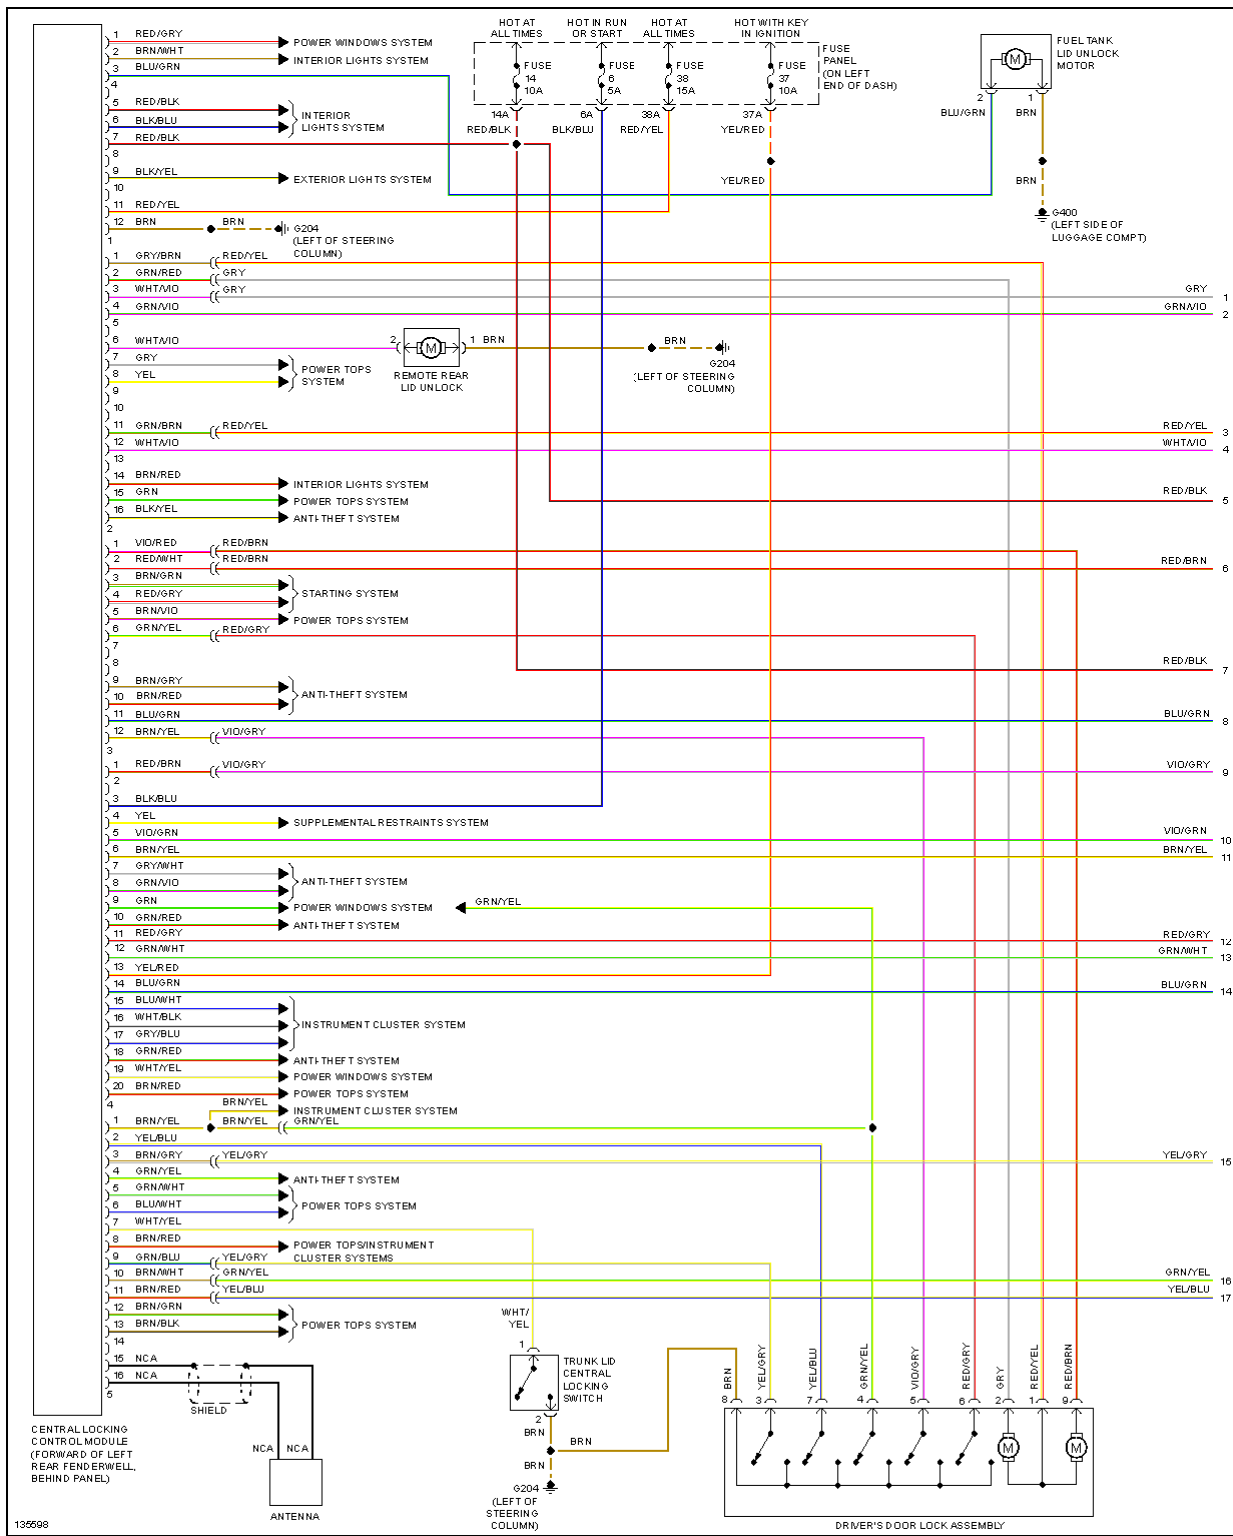 HOT AT
ALL TIMES
HOT IN RUN
OR START
HOT AT
ALL TIMES
HOT WITH KEY
IN IGNITION
FUSE
14
10A
FUSE
6
5A
FUSE
38
15A
FUSE
37
10A
FUSE
PANEL
(ON LEFT
END OF DASH)
14A
6A
38A
37A
RED/BLK
BLK/BLU
RED/YEL
YEL/RED
YEL/RED
FUEL TANK
LID UNLOCK
MOTOR
M
2
1
BLU/GRN
BRN
BRN
G400
(LEFT SIDE OF
LUGGAGE COMPT)
1 RED/GRY POWER WINDOWS SYSTEM
2 BRN/WHT INTERIOR LIGHTS SYSTEM
3 BLU/GRN
4
5 RED/BLK
6 BLK/BLU
INTERIOR
LIGHTS SYSTEM
7 RED/BLK
8
9 BLK/YEL EXTERIOR LIGHTS SYSTEM
10
11 RED/YEL
12 BRN BRN G204
(LEFT OF STEERING
COLUMN)
1
1 GRY/BRN RED/YEL
2 GRN/RED GRY
3 WHT/VIO GRY GRY 1
4 GRN/VIO GRN/VIO 2
5
6 WHT/VIO 2 M 1 BRN BRN
G204
(LEFT OF STEERING
COLUMN)
REMOTE REAR
LID UNLOCK
7 GRY
8 YEL
POWER TOPS
SYSTEM
9
10
11 GRN/BRN RED/YEL RED/YEL 3
12 WHT/VIO WHT/VIO 4
13
14 BRN/RED INTERIOR LIGHTS SYSTEM
15 GRN POWER TOPS SYSTEM
RED/BLK 5
16 BLK/YEL ANTI-THEFT SYSTEM
2
1 VIO/RED RED/BRN
2 RED/WHT RED/BRN RED/BRN 6
3 BRN/GRN
4 RED/GRY
STARTING SYSTEM
5 BRN/VIO POWER TOPS SYSTEM
6 GRN/YEL RED/GRY
7
8
RED/BLK 7
9 BRN/GRY
10 BRN/RED
ANTI-THEFT SYSTEM
11 BLU/GRN BLU/GRN 8
12 BRN/YEL VIO/GRY
3
1 RED/BRN VIO/GRY VIO/GRY 9
2
3 BLK/BLU
4 YEL SUPPLEMENTAL RESTRAINTS SYSTEM
5 VIO/GRN VIO/GRN 10
6 BRN/YEL BRN/YEL 11
7 GRY/WHT
8 GRN/VIO
ANTI-THEFT SYSTEM
9 GRN POWER WINDOWS SYSTEM GRN/YEL
10 GRN/RED ANTI-THEFT SYSTEM
11 RED/GRY RED/GRY 12
12 GRN/WHT GRN/WHT 13
13 YEL/RED
14 BLU/GRN BLU/GRN 14
15 BLU/WHT
16 WHT/BLK
17 GRY/BLU
INSTRUMENT CLUSTER SYSTEM
18 GRN/RED ANTI-THEFT SYSTEM
19 WHT/YEL POWER WINDOWS SYSTEM
20 BRN/RED POWER TOPS SYSTEM
4
BRN/YEL INSTRUMENT CLUSTER SYSTEM
1 BRN/YEL BRN/YEL GRN/YEL
2 YEL/BLU
3 BRN/GRY YEL/GRY YEL/GRY 15
4 GRN/YEL ANTI-THEFT SYSTEM
5 GRN/WHT
6 BLU/WHT
POWER TOPS SYSTEM
7 WHT/YEL
8 BRN/RED POWER TOPS/INSTRUMENT
CLUSTER SYSTEMS
9 GRN/BLU YEL/GRY
10 BRN/WHT GRN/YEL GRN/YEL 16
11 BRN/RED YEL/BLU YEL/BLU 17
12 BRN/GRN
13 BRN/BLK
POWER TOPS SYSTEM
14
15 NCA
16 NCA
5
SHIELD
CENTRAL LOCKING
CONTROL MODULE
(FORWARD OF LEFT
REAR FENDERWELL,
BEHIND PANEL)
NCA NCA
ANTENNA
WHT/
YEL
1
TRUNK LID
CENTRAL
LOCKING
SWITCH
2
BRN
BRN
BRN
G204
(LEFT OF
STEERING
COLUMN)
BRN
YEL/GRY
YEL/BLU
GRN/YEL
VIO/GRY
RED/GRY
GRY
RED/YEL
RED/BRN
8 3 7 4 5 6 2 1 9
M
M
DRIVER'S DOOR LOCK ASSEMBLY
135598